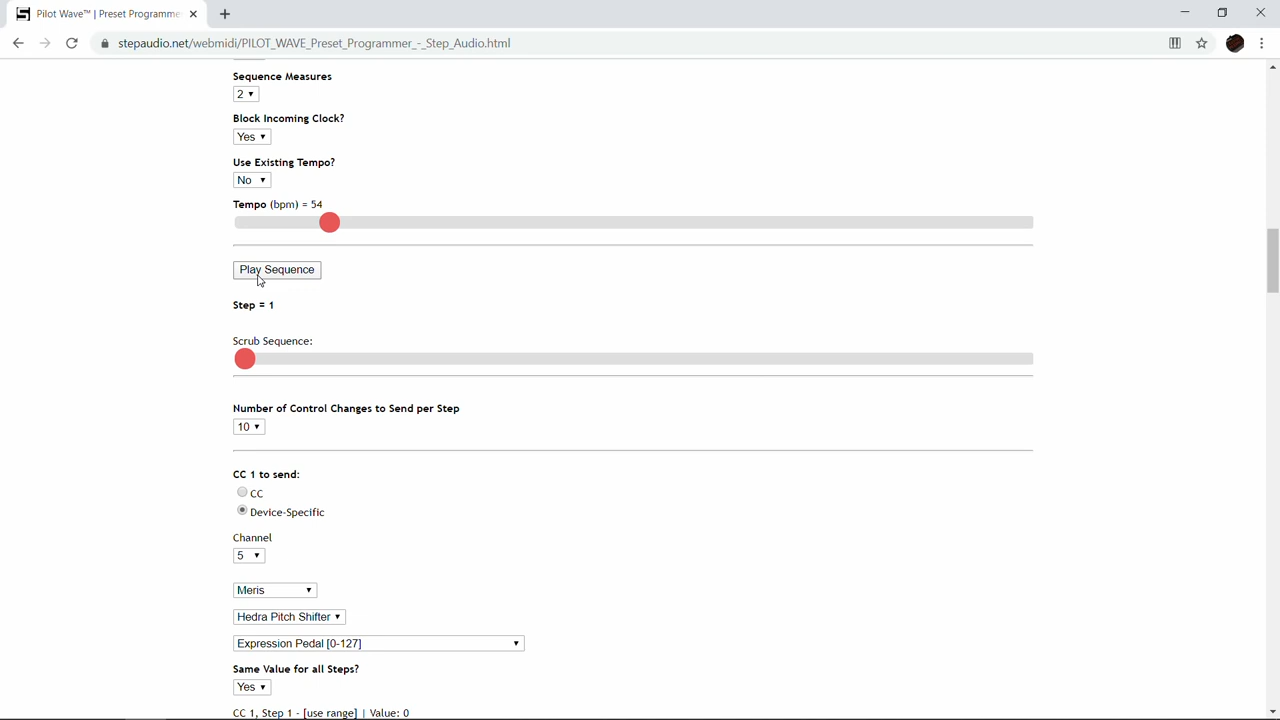 Pilot Wave™ | Preset Programme
stepaudio.net/webmidi/PILOT_WAVE_Preset_Programmer_-_Step_Audio.html
Sequence Measures
2
Block Incoming Clock?
Yes
Use Existing Tempo?
No
Tempo (bpm) = 54
Play Sequence
Step = 1
Scrub Sequence:
Number of Control Changes to Send per Step
10
CC 1 to send:
CC
Device-Specific
Channel
5
Meris
Hedra Pitch Shifter
Expression Pedal [0-127]
Same Value for all Steps?
Yes
CC 1, Step 1 - [use range] | Value: 0